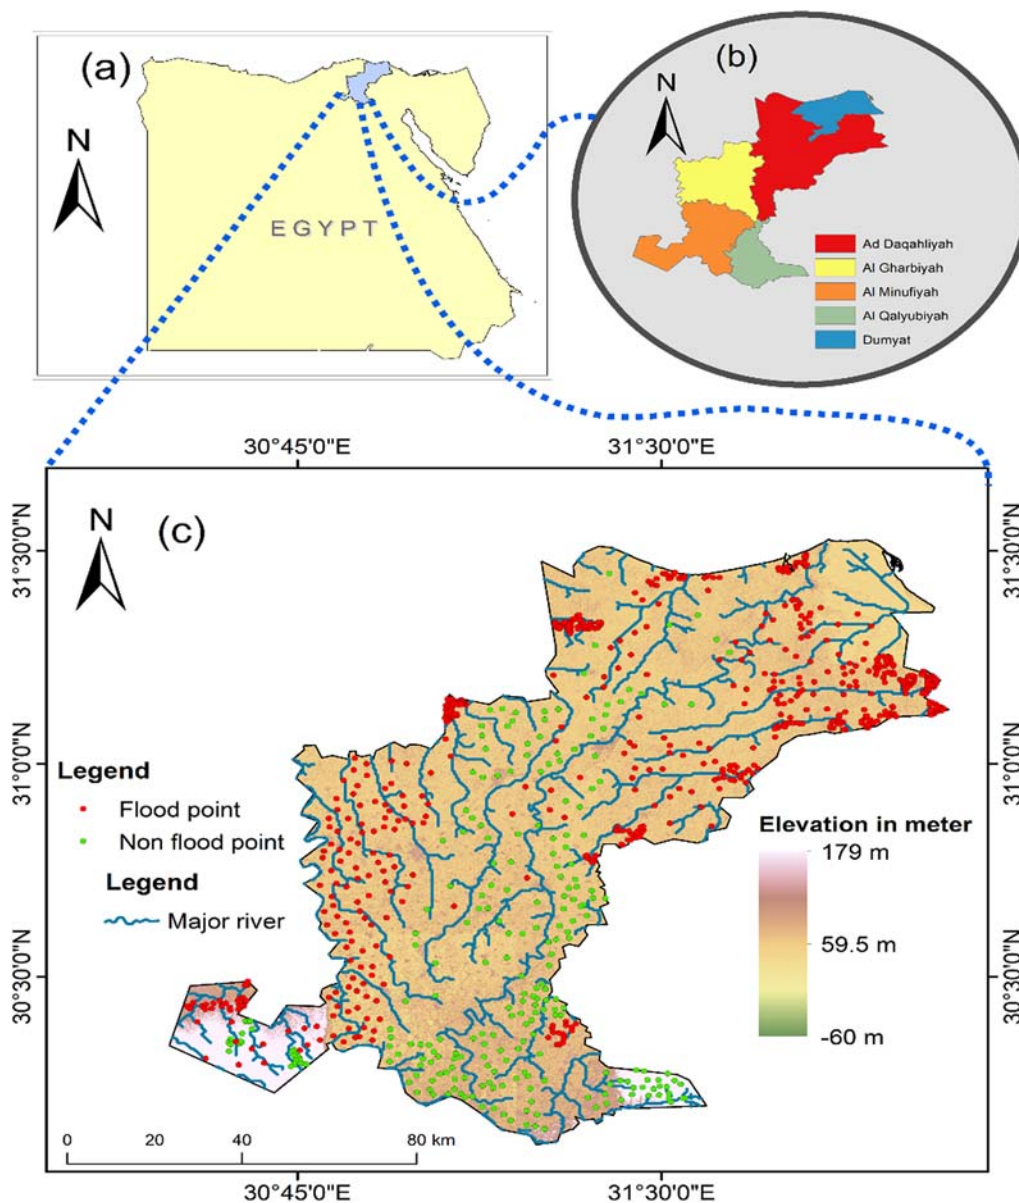 (a)
N
EGYPT
(b)
N
Ad Daqahliyah
Al Gharbiyah
Al Minufiyah
Al Qalyubiyah
Dumyat
30°45'0"E
31°30'0"E
N
(c)
31°30'0"N
31°30'0"N
31°0'0"N
31°0'0"N
Legend
Flood point
Non flood point
Legend
Major river
Elevation in meter
179 m
59.5 m
-60 m
30°30'0"N
30°30'0"N
0 20 40 80 km
30°45'0"E
31°30'0"E